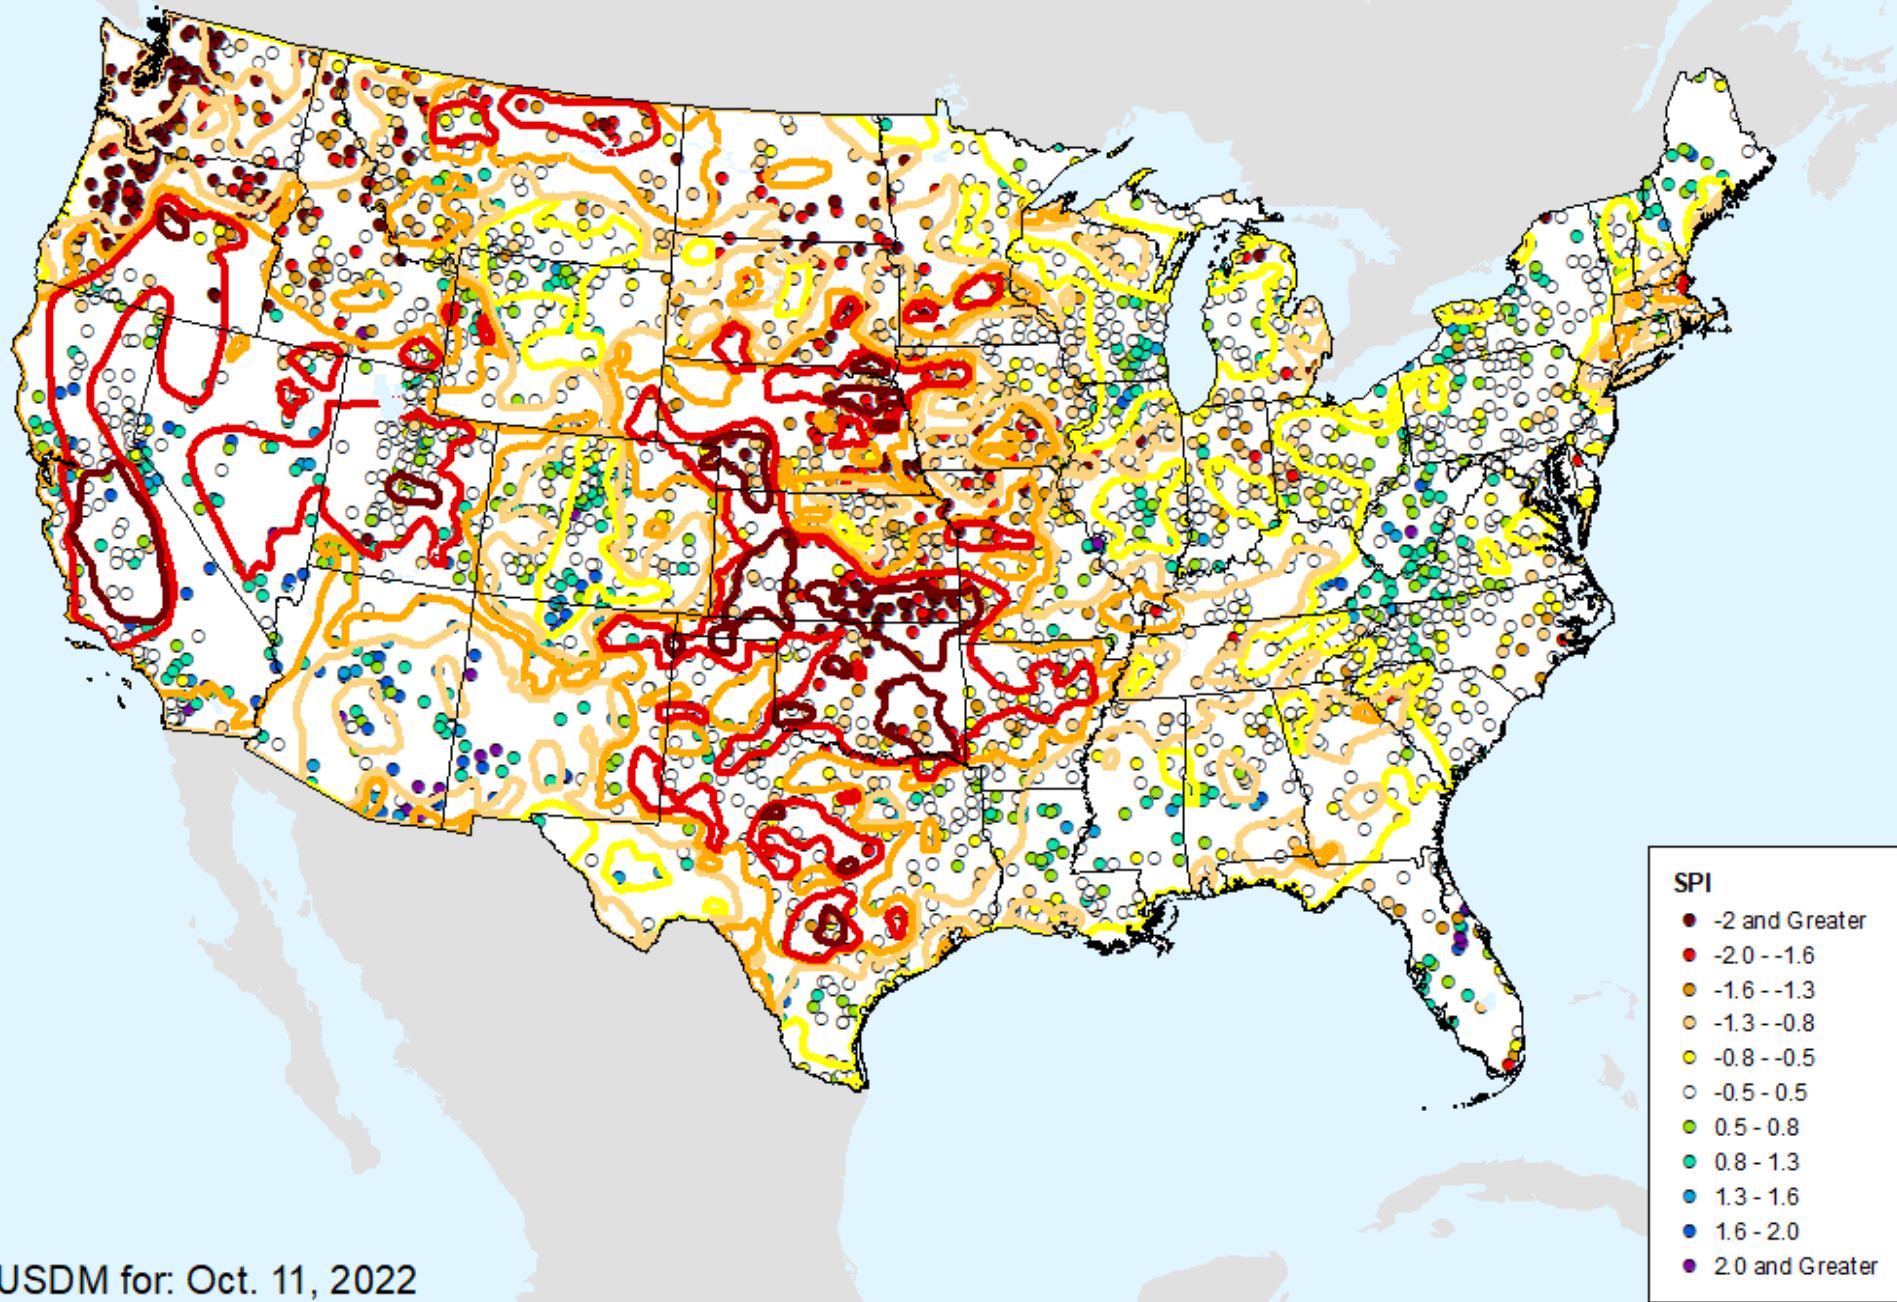 SPI
-2 and Greater
-2.0 - -1.6
-1.6 - -1.3
-1.3 - -0.8
-0.8 - -0.5
-0.5 - 0.5
0.5 - 0.8
0.8 - 1.3
1.3 - 1.6
1.6 - 2.0
2.0 and Greater
USDM for: Oct. 11, 2022